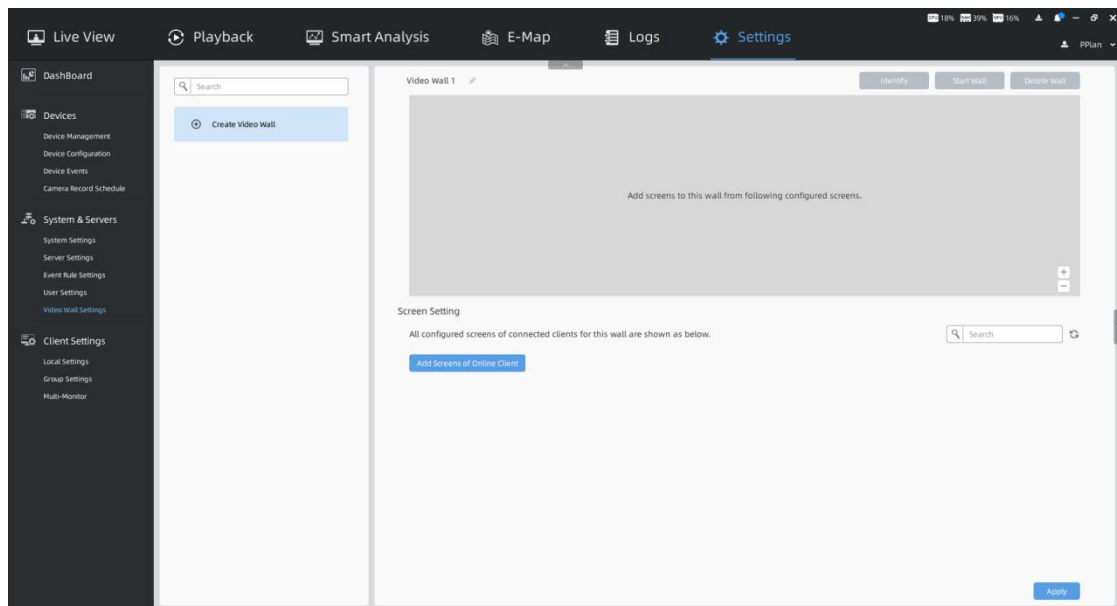 CPU 18% 39% 16%
Live View Playback Smart Analysis E-Map Logs Settings
PPlan
DashBoard
Devices
Device Management
Device Configuration
Device Events
Camera Record Schedule
System & Servers
System Settings
Server Settings
Event Rule Settings
User Settings
Video Wall Settings
Client Settings
Local Settings
Group Settings
Multi-Monitor
Search
Create Video Wall
Video Wall 1
Identify Start Wall Delete Wall
Add screens to this wall from following configured screens.
Screen Setting
All configured screens of connected clients for this wall are shown as below.
Search
Add Screens of Online Client
Apply